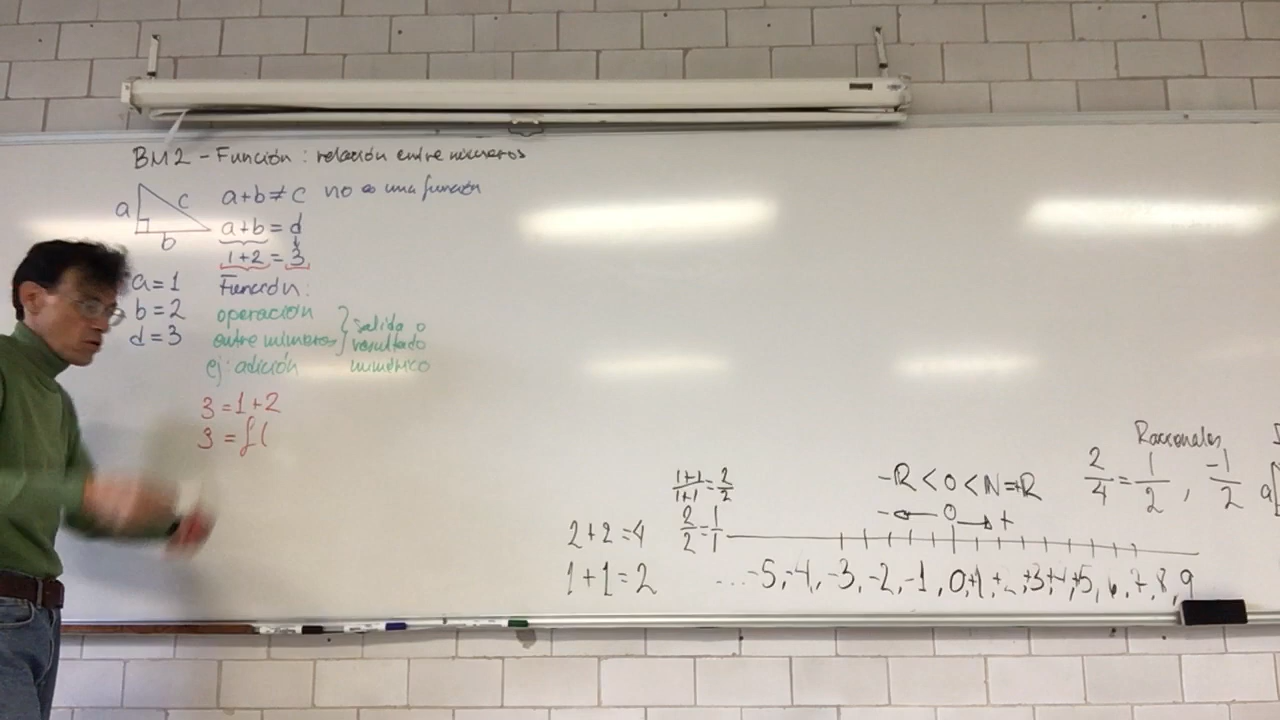 BM2 - Función : relación entre números
a
c
b
a+b ≠ c no es una función
a+b = d
1+2 = 3
a=1
b=2
d=3
Función:
operación
entre números
ej: adición
salida o
resultado
numérico
3 = 1+2
3 = f(
2+2=4
1+1=2
1+1/1+1 = 2/2
2/2 = 1/1
-R < 0 < N = +R
- ← 0 → +
...-5, -4, -3, -2, -1, 0, +1, +2, +3, +4, +5, 6, 7, 8, 9
Racionales
2/4 = 1/2 , -1/2
a